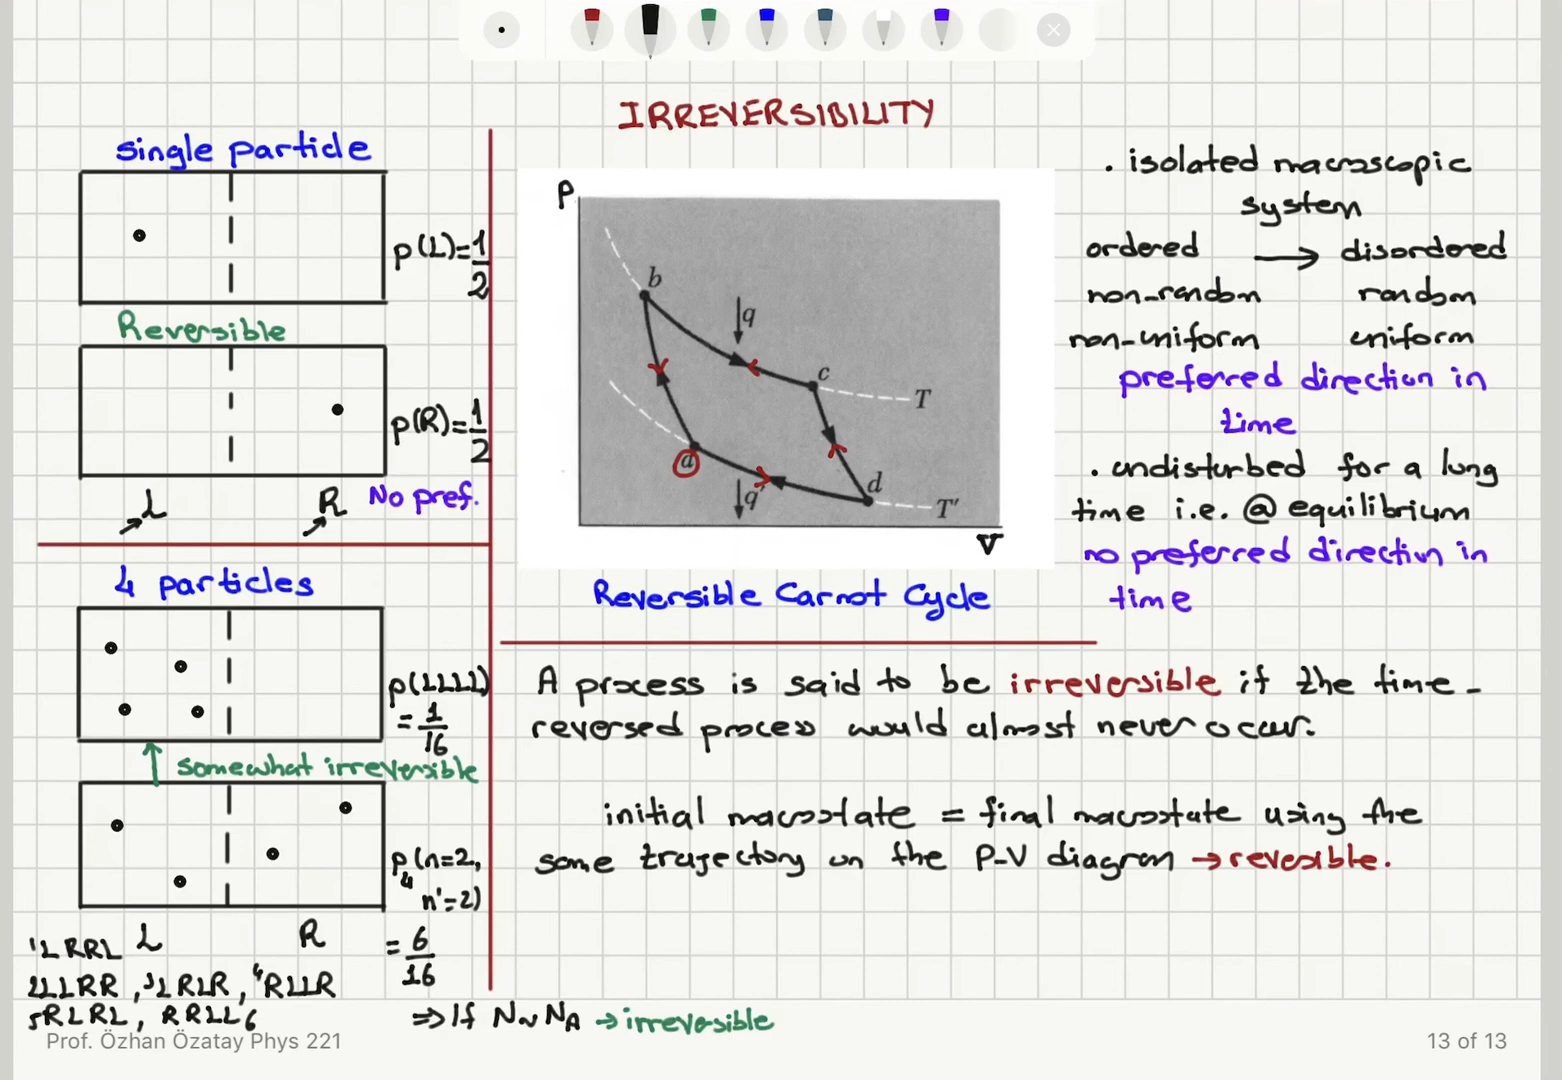 IRREVERSIBILITY
single particle
p(L)=1/2
Reversible
p(R)=1/2
L R No pref.
4 particles
p(LLLL)
= 1/16
somewhat irreversible
p₄(n=2,
n'=2)
L R
= 6/16
¹LRRL
²LLRR, ³LRLR, ⁴RLLR
⁵RLRL, RRLL⁶
⇒ If N~N_A → irreversible
P
b
q
c
T
a
q'
d
T'
V
Reversible Carnot Cycle
. isolated macroscopic
system
ordered → disordered
non-random random
non-uniform uniform
preferred direction in
time
. undisturbed for a long
time i.e. @ equilibrium
no preferred direction in
time
A process is said to be irreversible if the time-
reversed process would almost never occur.
initial macrostate = final macrostate using the
same trajectory on the P-V diagram → reversible.
Prof. Özhan Özatay Phys 221
13 of 13